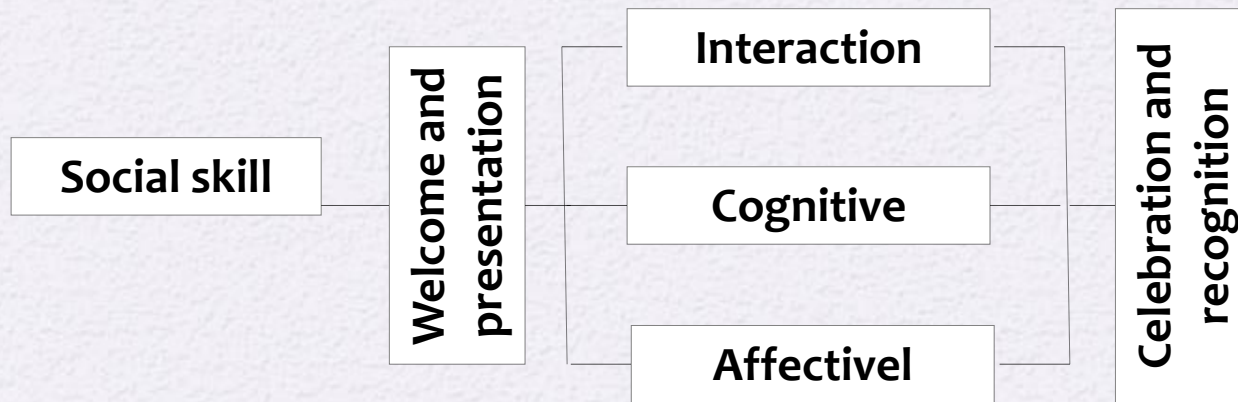 Social skill
Welcome and
presentation
Interaction
Cognitive
Affectivel
Celebration and
recognition